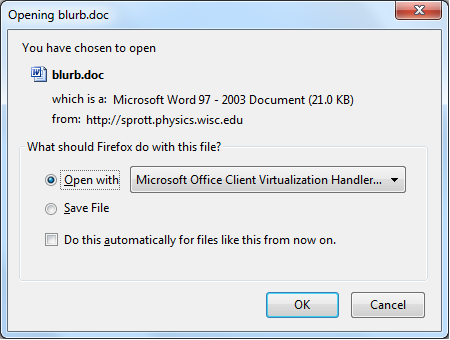 Opening blurb.doc
You have chosen to open
blurb.doc
which is a: Microsoft Word 97 - 2003 Document (21.0 KB)
from: http://sprott.physics.wisc.edu
What should Firefox do with this file?
Open with Microsoft Office Client Virtualization Handler...
Save File
Do this automatically for files like this from now on.
OK Cancel